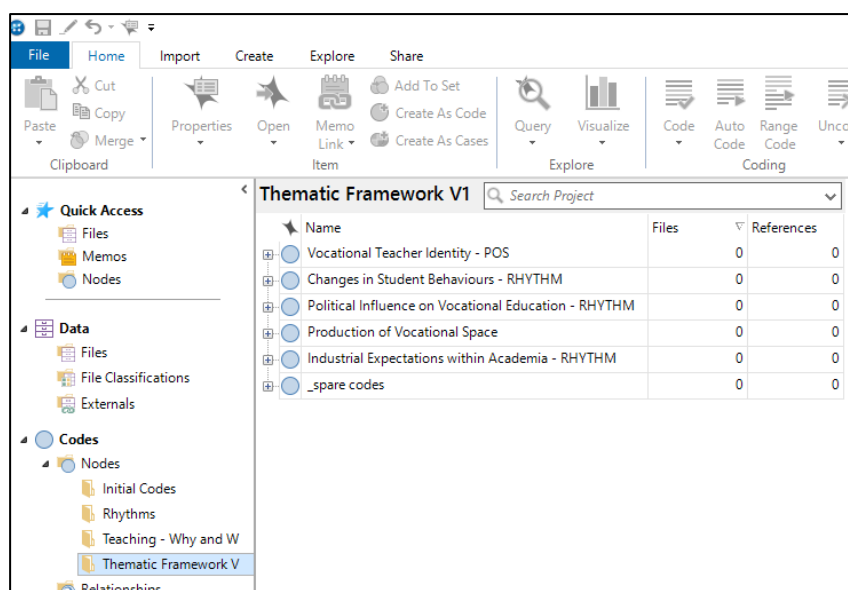 File Home Import Create Explore Share
Cut
Copy
Merge
Paste
Clipboard
Properties
Open
Memo
Link
Add To Set
Create As Code
Create As Cases
Item
Query
Visualize
Explore
Code
Auto
Code
Range
Code
Unco
Coding
Quick Access
Files
Memos
Nodes
Data
Files
File Classifications
Externals
Codes
Nodes
Initial Codes
Rhythms
Teaching - Why and W
Thematic Framework V
Relationships
Thematic Framework V1 Search Project
Name Files References
Vocational Teacher Identity - POS 0 0
Changes in Student Behaviours - RHYTHM 0 0
Political Influence on Vocational Education - RHYTHM 0 0
Production of Vocational Space 0 0
Industrial Expectations within Academia - RHYTHM 0 0
_spare codes 0 0